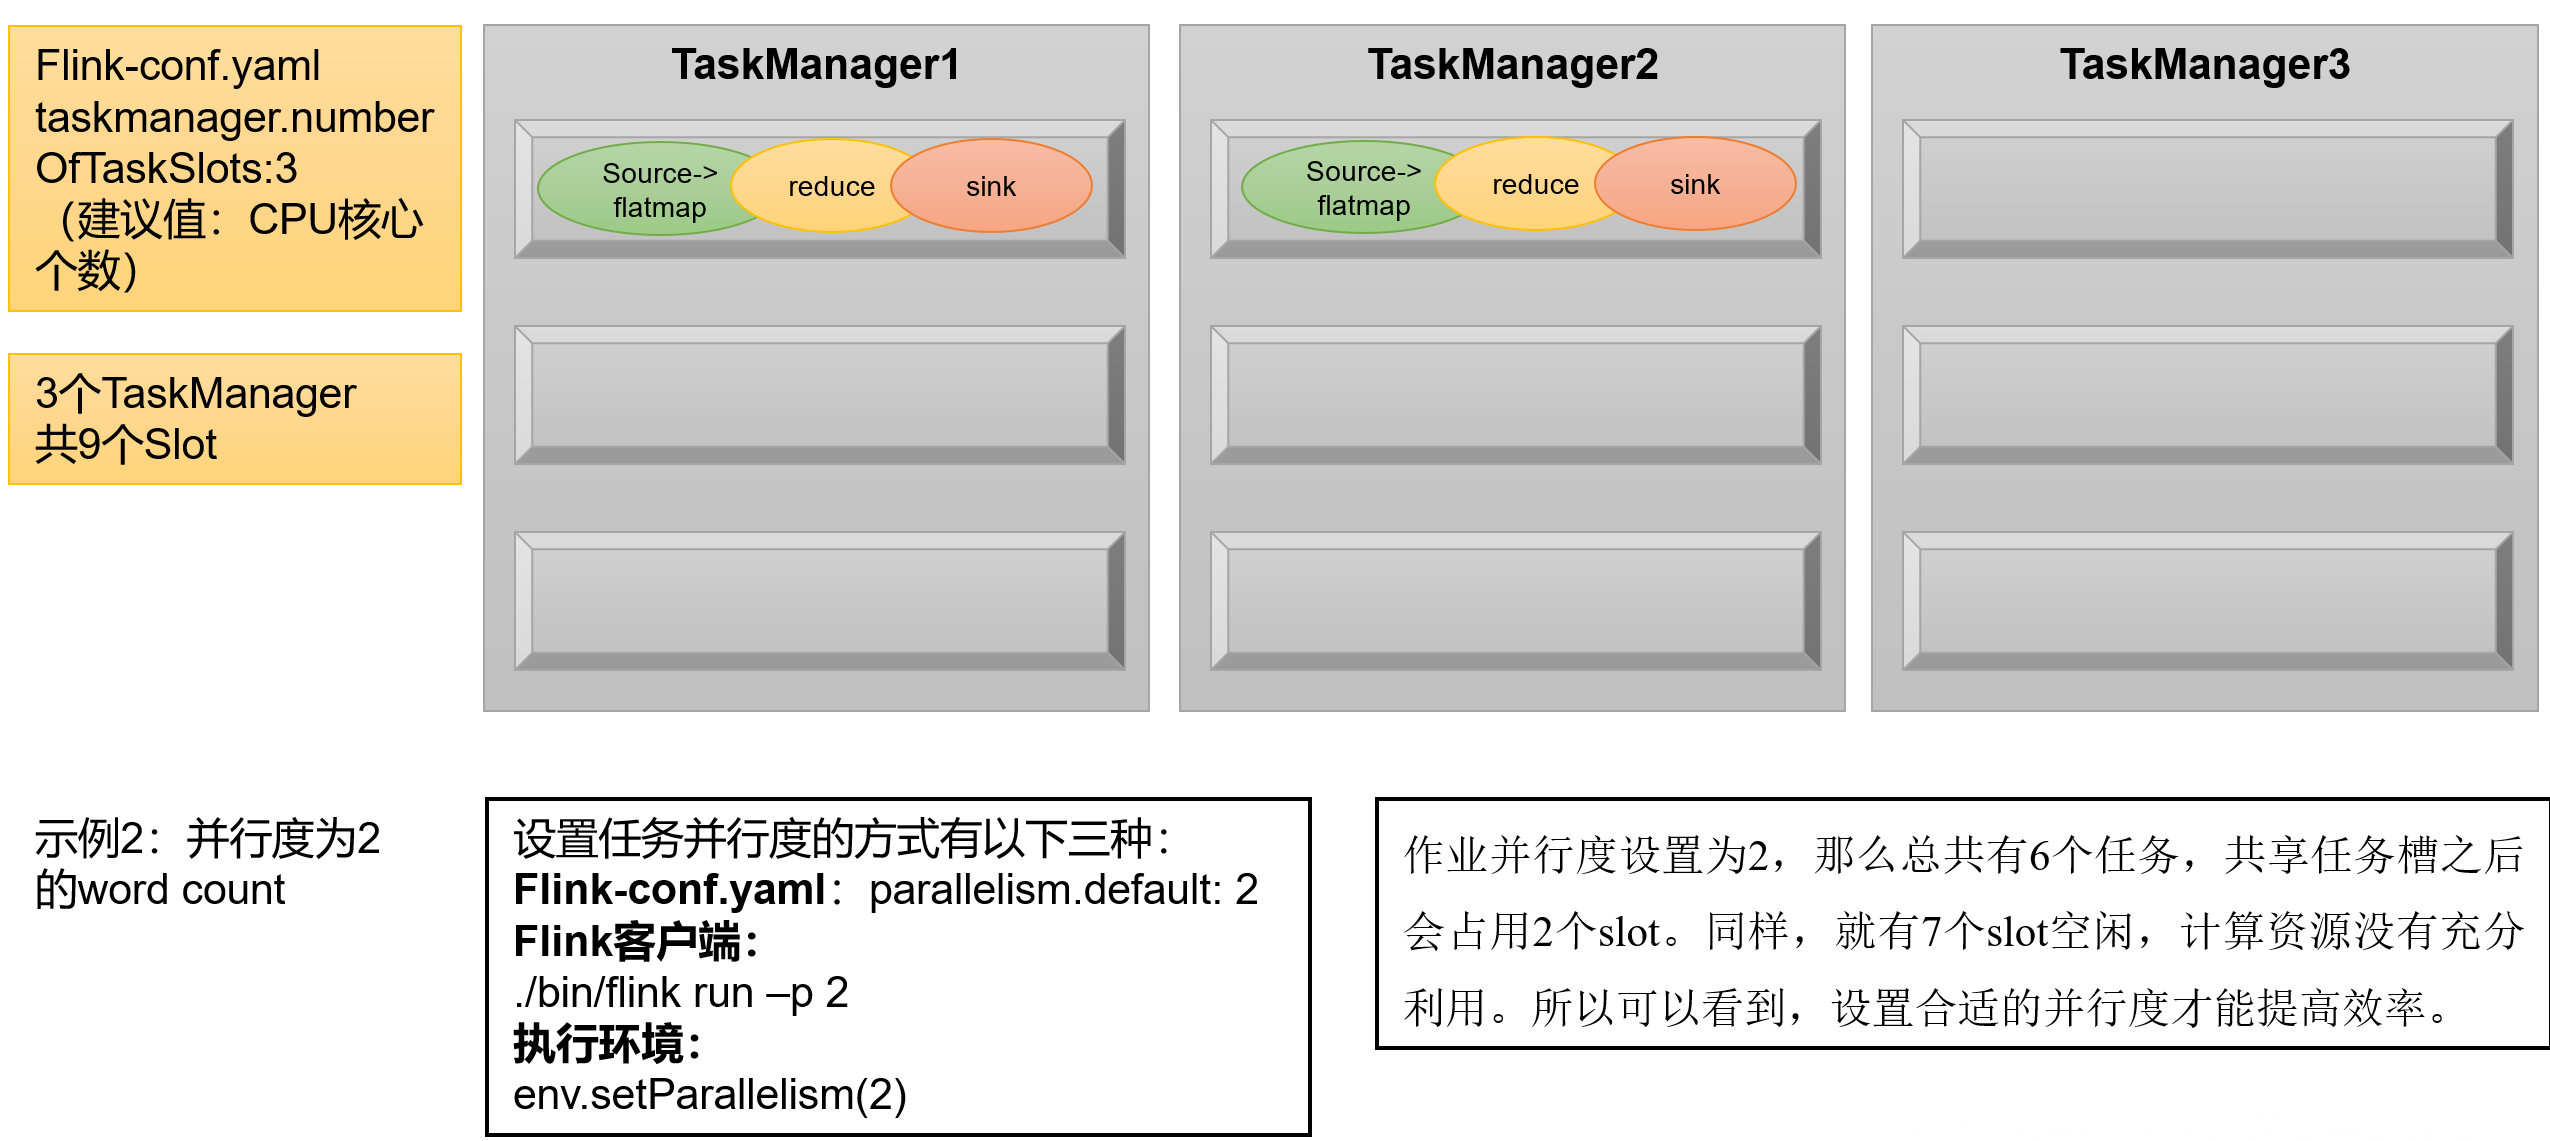 Flink-conf.yaml
taskmanager.number
OfTaskSlots:3
（建议值：CPU核心
个数）
3个TaskManager
共9个Slot
TaskManager1
Source->
flatmap
reduce
sink
TaskManager2
Source->
flatmap
reduce
sink
TaskManager3
示例2：并行度为2
的word count
设置任务并行度的方式有以下三种：
Flink-conf.yaml：parallelism.default: 2
Flink客户端：
./bin/flink run –p 2
执行环境：
env.setParallelism(2)
作业并行度设置为2，那么总共有6个任务，共享任务槽之后
会占用2个slot。同样，就有7个slot空闲，计算资源没有充分
利用。所以可以看到，设置合适的并行度才能提高效率。